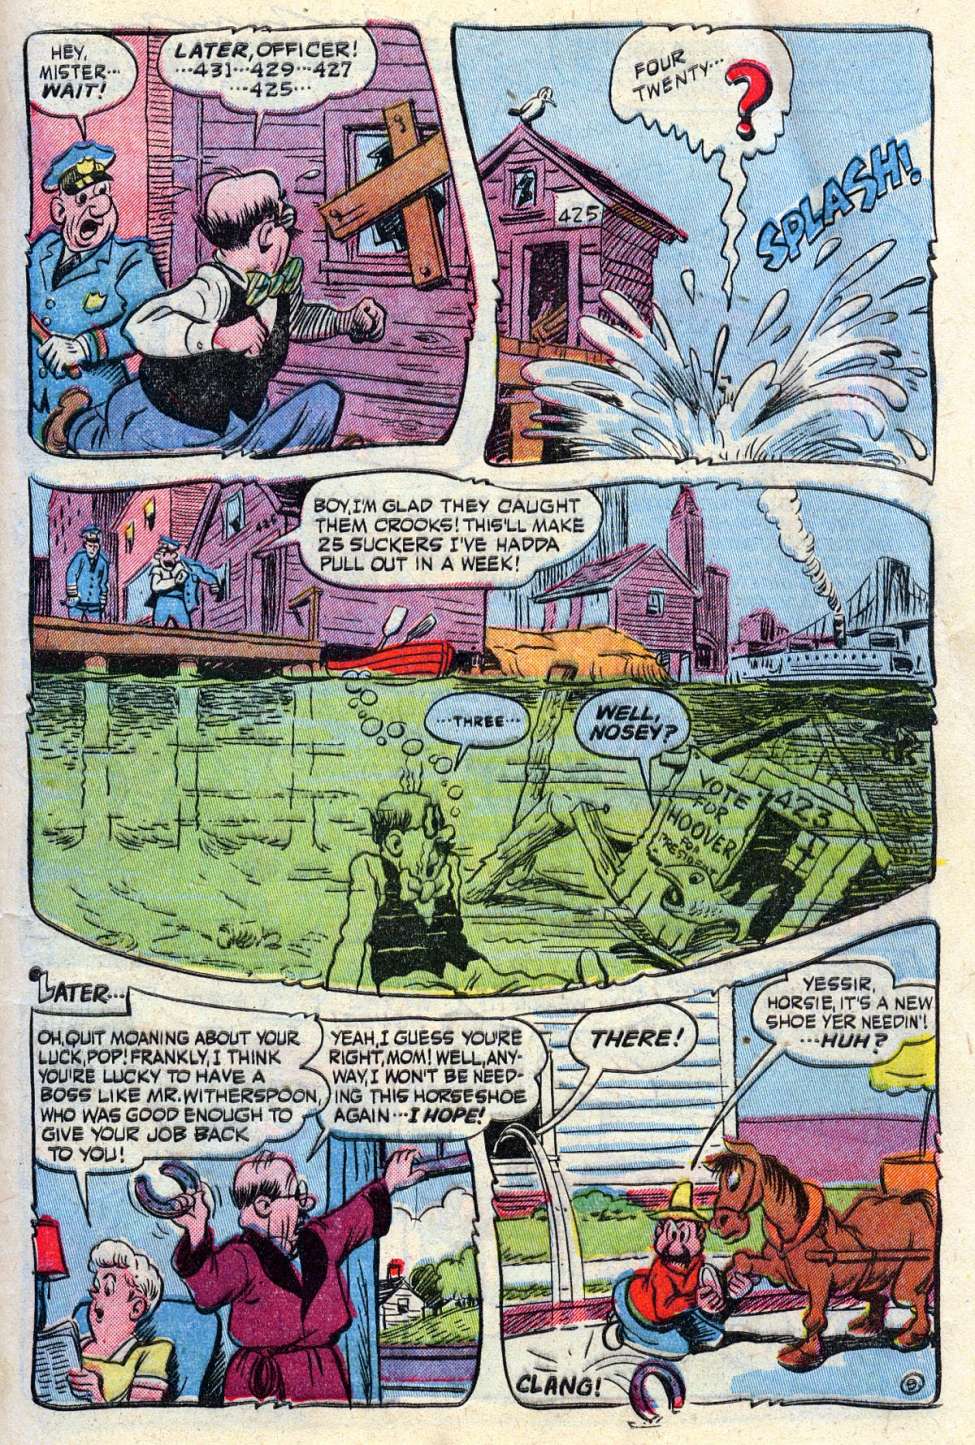 HEY,
MISTER...
WAIT!
LATER, OFFICER!
...431...429...427
...425...
FOUR
TWENTY...
?
425
SPLASH!
BOY, I'M GLAD THEY CAUGHT
THEM CROOKS! THIS'LL MAKE
25 SUCKERS I'VE HADDA
PULL OUT IN A WEEK!
...THREE...
WELL,
NOSEY?
VOTE
FOR
HOOVER
FOR
PRESIDENT
423
LATER...
OH, QUIT MOANING ABOUT YOUR
LUCK, POP! FRANKLY, I THINK
YOU'RE LUCKY TO HAVE A
BOSS LIKE MR. WITHERSPOON,
WHO WAS GOOD ENOUGH TO
GIVE YOUR JOB BACK
TO YOU!
YEAH, I GUESS YOU'RE
RIGHT, MOM! WELL, ANY-
WAY, I WON'T BE NEED-
ING THIS HORSESHOE
AGAIN...I HOPE!
THERE!
YESSIR,
HORSIE, IT'S A NEW
SHOE YER NEEDIN'!
...HUH?
CLANG!
8